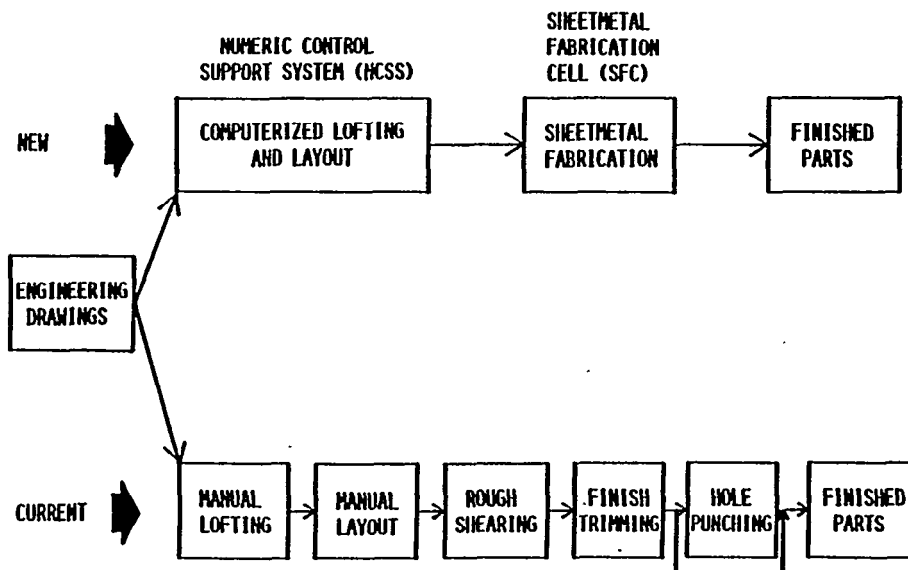 NUMERIC CONTROL
SUPPORT SYSTEM (NCSS)
SHEETMETAL
FABRICATION
CELL (SFC)
NEW
COMPUTERIZED LOFTING
AND LAYOUT
SHEETMETAL
FABRICATION
FINISHED
PARTS
ENGINEERING
DRAWINGS
CURRENT
MANUAL
LOFTING
MANUAL
LAYOUT
ROUGH
SHEARING
FINISH
TRIMMING
HOLE
PUNCHING
FINISHED
PARTS